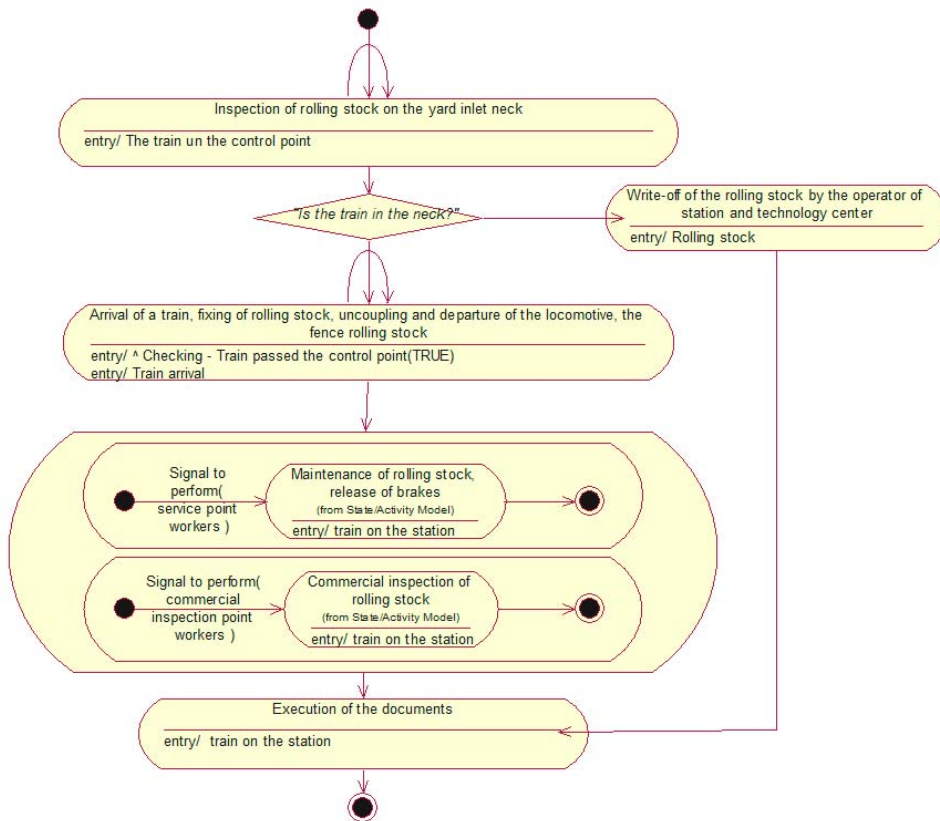 Inspection of rolling stock on the yard inlet neck
entry/ The train un the control point
"Is the train in the neck?"
Write-off of the rolling stock by the operator of
station and technology center
entry/ Rolling stock
Arrival of a train, fixing of rolling stock, uncoupling and departure of the locomotive, the
fence rolling stock
entry/ ^ Checking - Train passed the control point(TRUE)
entry/ Train arrival
Signal to
perform(
service point
workers )
Maintenance of rolling stock,
release of brakes
(from State/Activity Model)
entry/ train on the station
Signal to perform(
commercial
inspection point
workers )
Commercial inspection of
rolling stock
(from State/Activity Model)
entry/ train on the station
Execution of the documents
entry/ train on the station